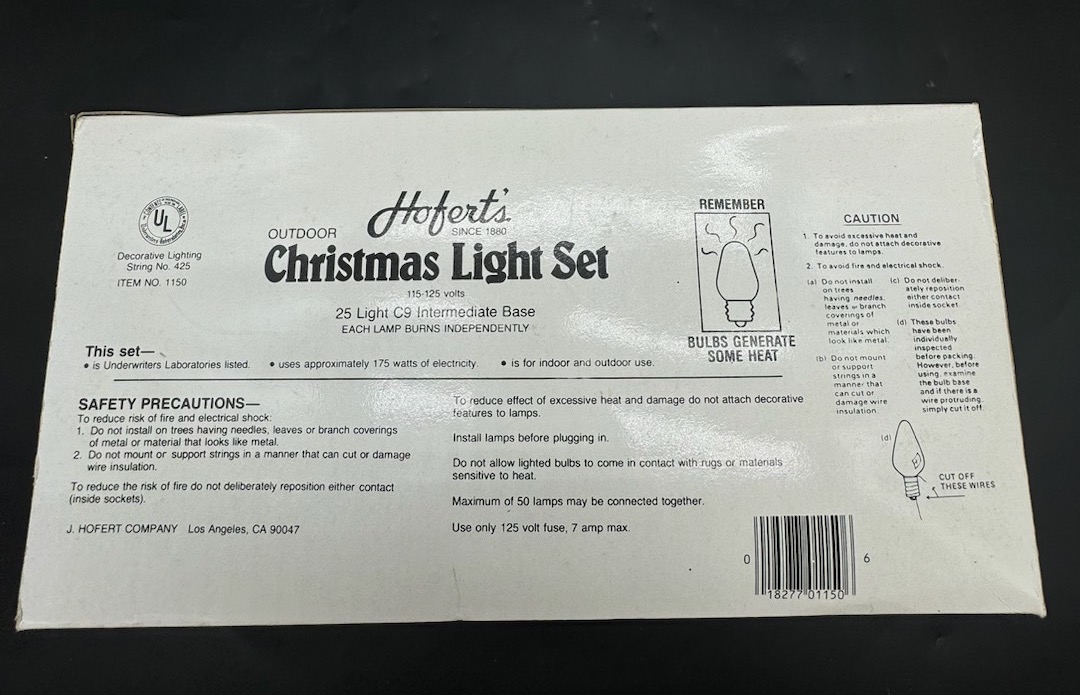 UL
Decorative Lighting
String No. 425
ITEM NO. 1150
Hofert's
SINCE 1880
OUTDOOR
Christmas Light Set
115-125 volts
25 Light C9 Intermediate Base
EACH LAMP BURNS INDEPENDENTLY
This set—
• is Underwriters Laboratories listed. • uses approximately 175 watts of electricity. • is for indoor and outdoor use.
REMEMBER
BULBS GENERATE
SOME HEAT
SAFETY PRECAUTIONS—
To reduce risk of fire and electrical shock:
1. Do not install on trees having needles, leaves or branch coverings
of metal or material that looks like metal.
2. Do not mount or support strings in a manner that can cut or damage
wire insulation.
To reduce the risk of fire do not deliberately reposition either contact
(inside sockets).
J. HOFERT COMPANY Los Angeles, CA 90047
To reduce effect of excessive heat and damage do not attach decorative
features to lamps.
Install lamps before plugging in.
Do not allow lighted bulbs to come in contact with rugs or materials
sensitive to heat.
Maximum of 50 lamps may be connected together.
Use only 125 volt fuse, 7 amp max.
CAUTION
1. To avoid excessive heat and
damage, do not attach decorative
features to lamps.
2. To avoid fire and electrical shock.
(a) Do not install
on trees
having needles.
leaves or branch
coverings of
metal or
materials which
look like metal.
(b) Do not mount
or support
strings in a
manner that
can cut or
damage wire
insulation.
(c) Do not deliber-
ately reposition
either contact
inside socket.
(d) These bulbs
have been
individually
inspected
before packing.
However, before
using, examine
the bulb base
and if there is a
wire protruding.
simply cut it off.
(d)
CUT OFF
THESE WIRES
0 18277 01150 6